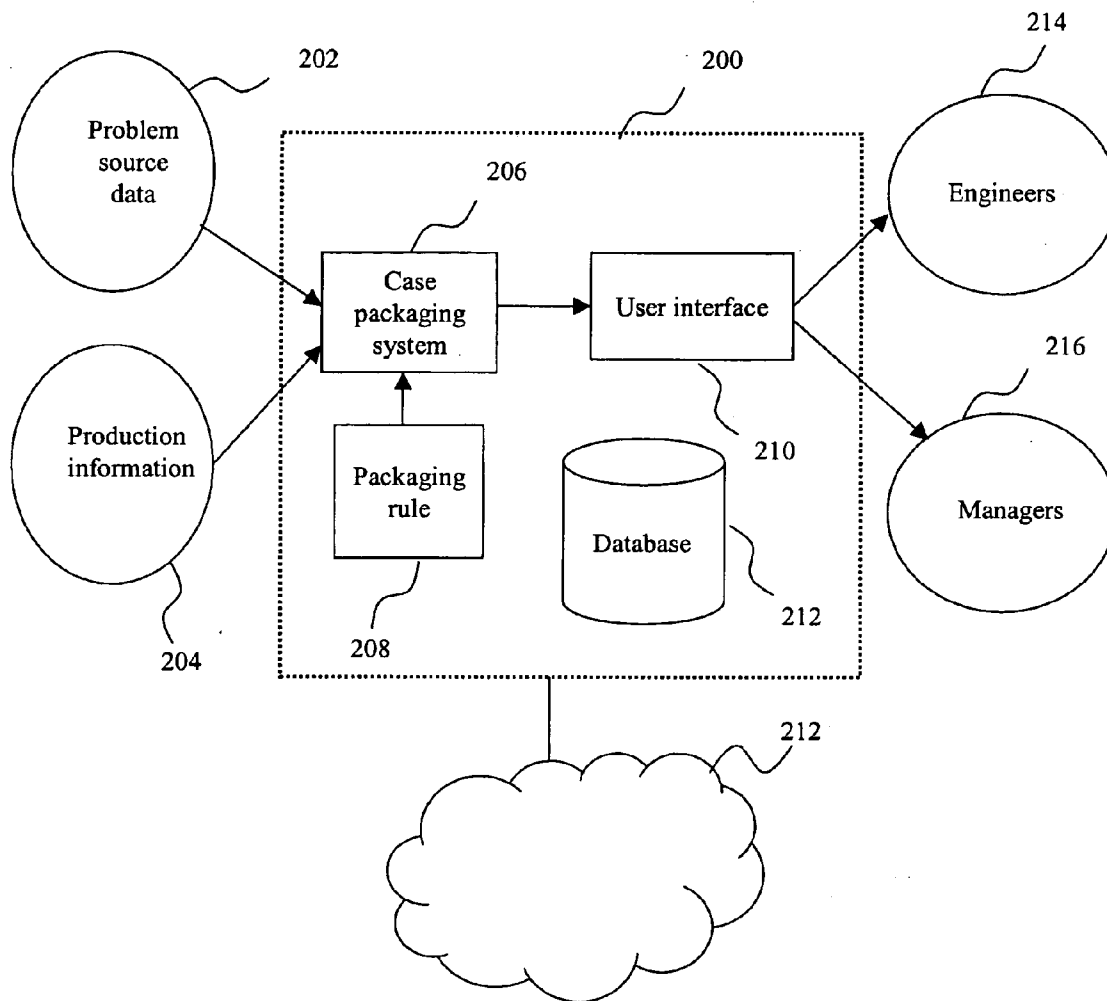 214
202
200
Problem
source
data
206
Engineers
Case
packaging
system
User interface
216
Production
information
210
Packaging
rule
Managers
Database
212
208
204
212